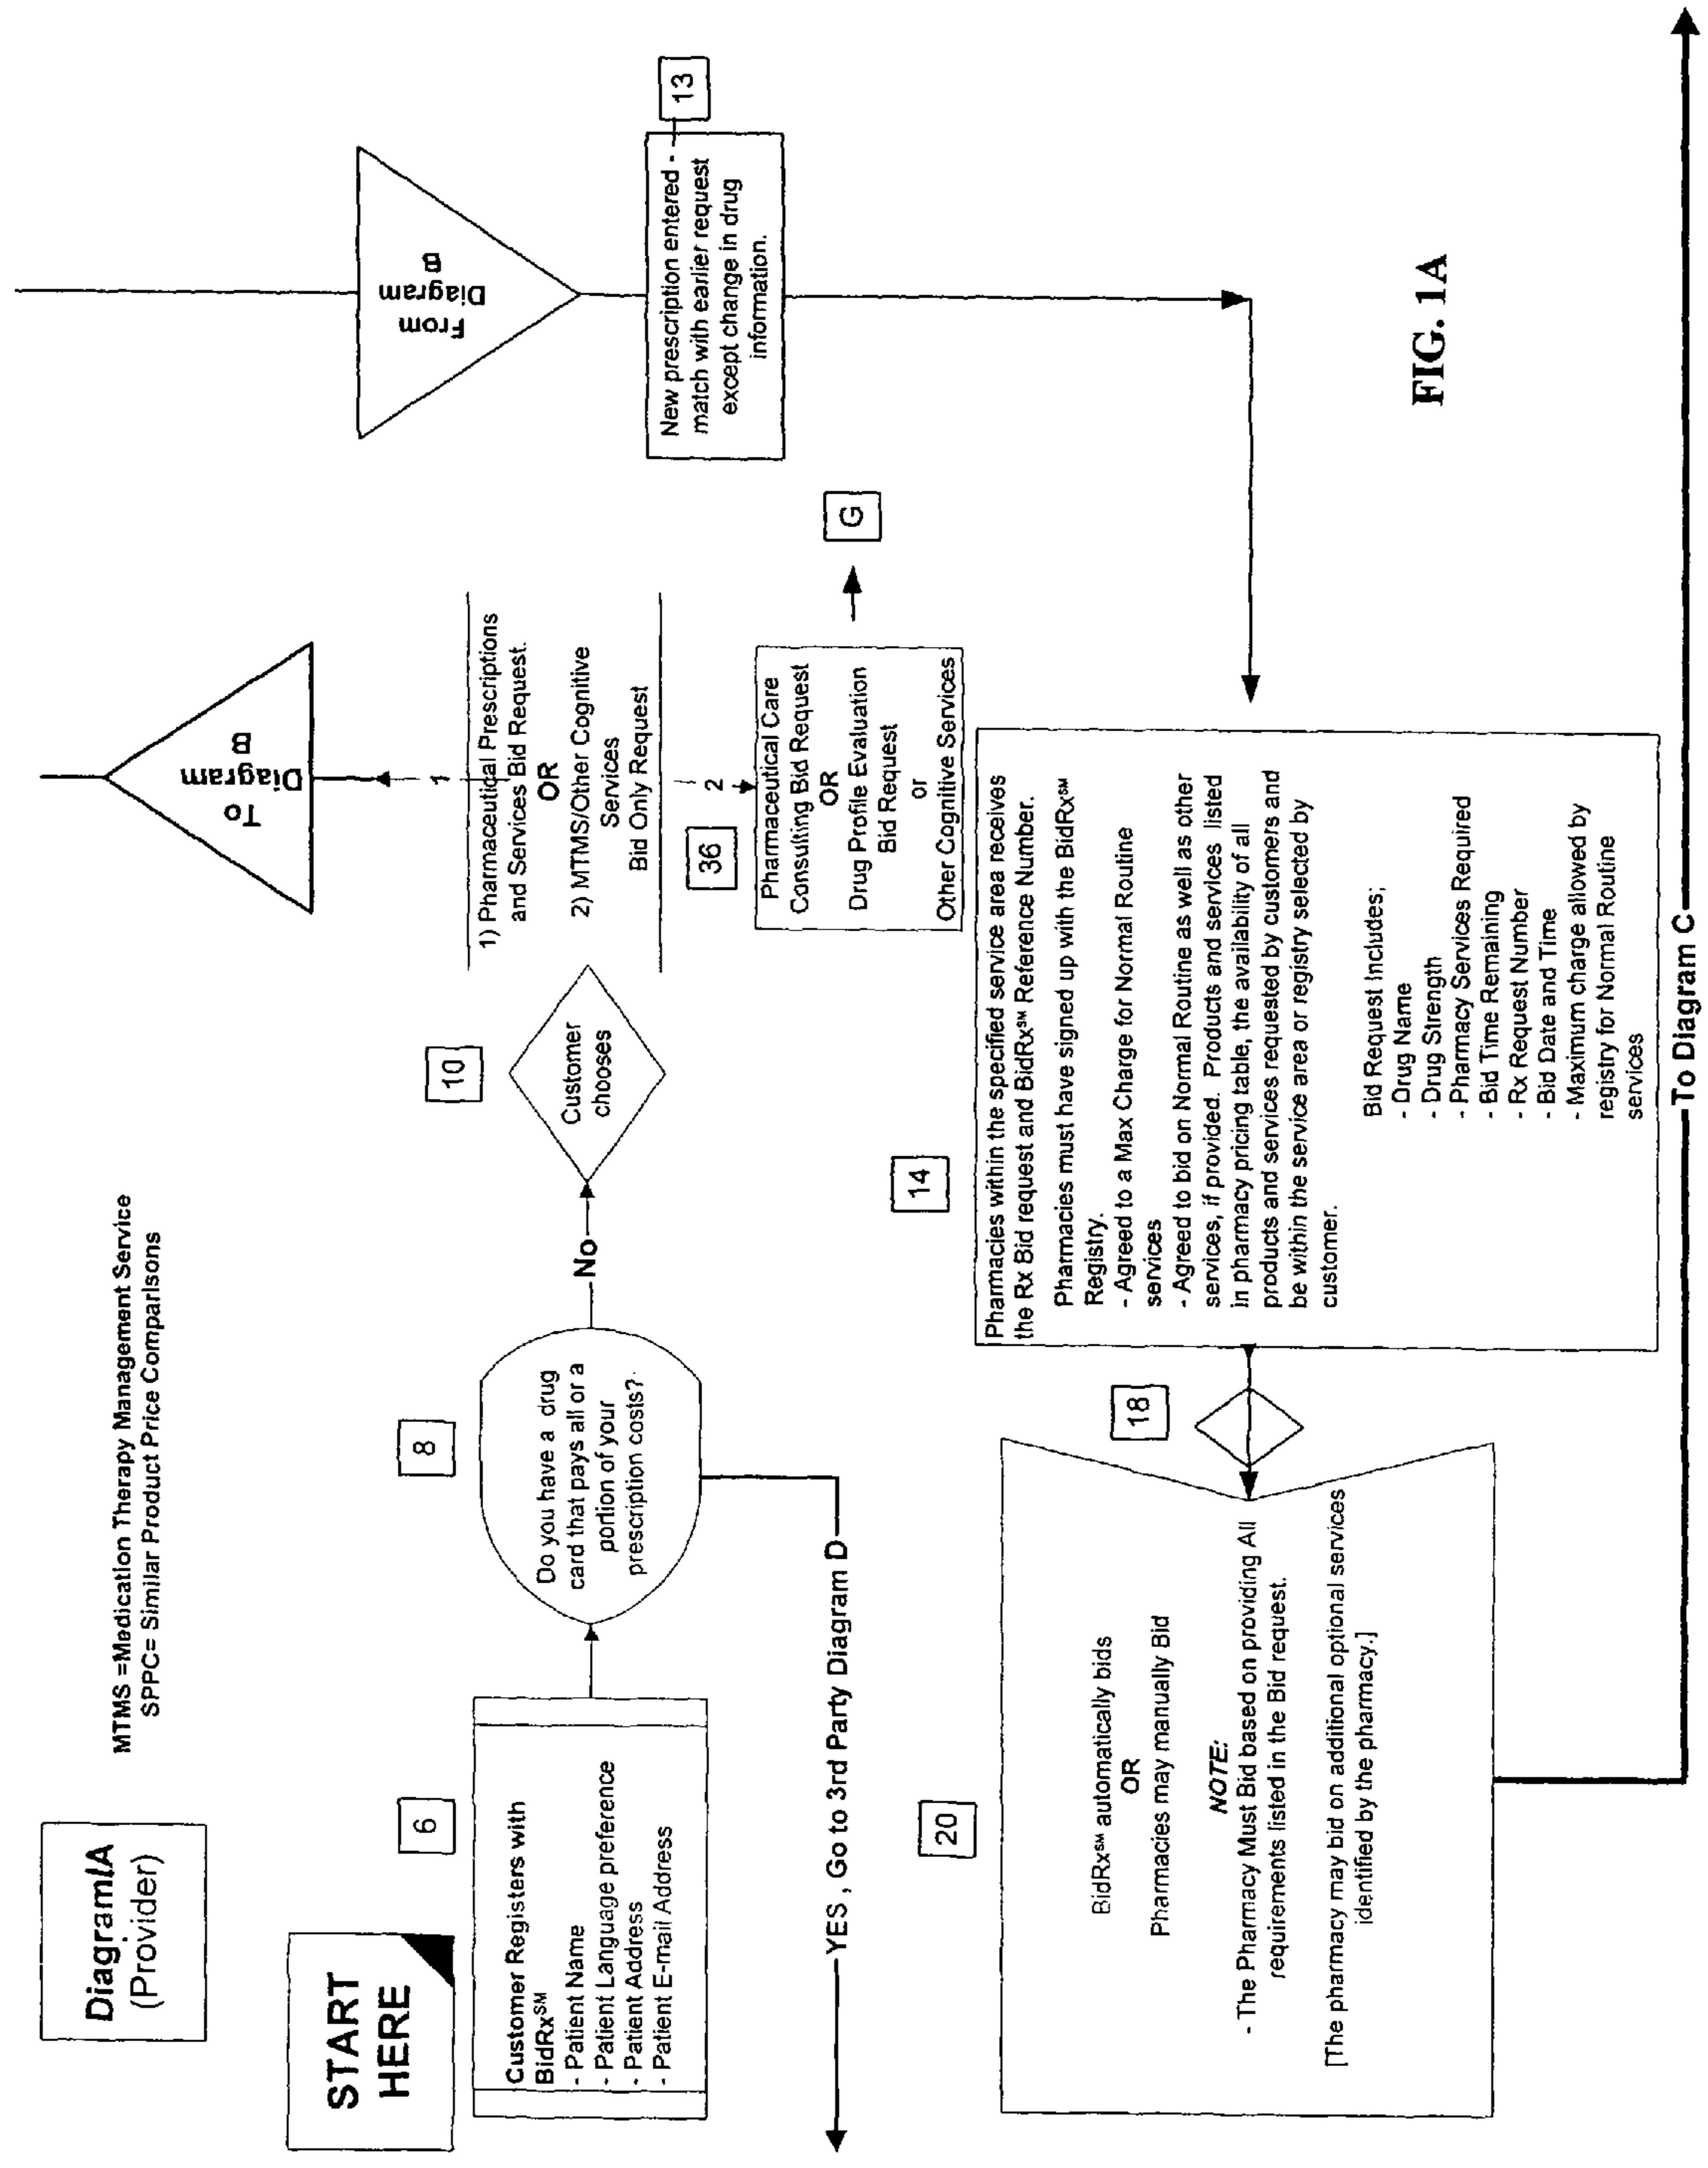 DiagramIA
(Provider)
MTMS =Medication Therapy Management Service
SPPC= Similar Product Price Comparisons
START
HERE
6
Customer Registers with
BidRx℠
- Patient Name
- Patient Language preference
- Patient Address
- Patient E-mail Address
8
Do you have a drug
card that pays all or a
portion of your
prescription costs?
No
YES , Go to 3rd Party Diagram D
10
Customer
chooses
To
Diagram
B
1
1) Pharmaceutical Prescriptions
and Services Bid Request.
OR
2) MTMS/Other Cognitive
Services
Bid Only Request
2
36
Pharmaceutical Care
Consulting Bid Request
OR
Drug Profile Evaluation
Bid Request
or
Other Cognitive Services
G
From
Diagram
B
13
New prescription entered -
match with earlier request
except change in drug
information.
14
Pharmacies within the specified service area receives
the Rx Bid request and BidRx℠ Reference Number.
Pharmacies must have signed up with the BidRx℠
Registry.
- Agreed to a Max Charge for Normal Routine
services
- Agreed to bid on Normal Routine as well as other
services, if provided. Products and services listed
in pharmacy pricing table, the availability of all
products and services requested by customers and
be within the service area or registry selected by
customer.
Bid Request Includes;
- Drug Name
- Drug Strength
- Pharmacy Services Required
- Bid Time Remaining
- Rx Request Number
- Bid Date and Time
- Maximum charge allowed by
registry for Normal Routine
services
18
20
BidRx℠ automatically bids
OR
Pharmacies may manually Bid
NOTE:
- The Pharmacy Must Bid based on providing All
requirements listed in the Bid request.
[The pharmacy may bid on additional optional services
identified by the pharmacy.]
To Diagram C
FIG. 1A